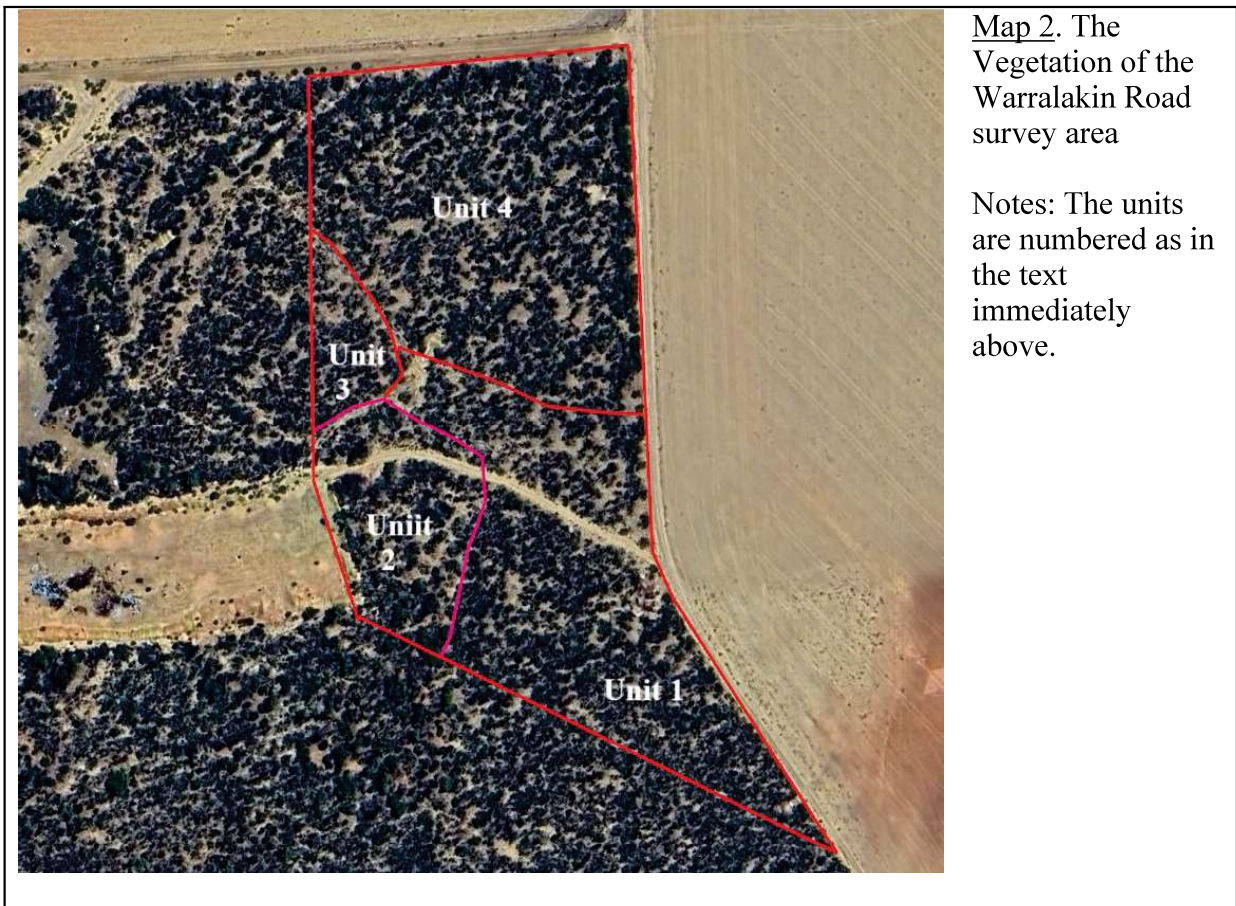 Map 2. The
Vegetation of the
Warralakin Road
survey area
Notes: The units
are numbered as in
the text
immediately
above.
Unit 4
Unit
3
Uniit
2
Unit 1